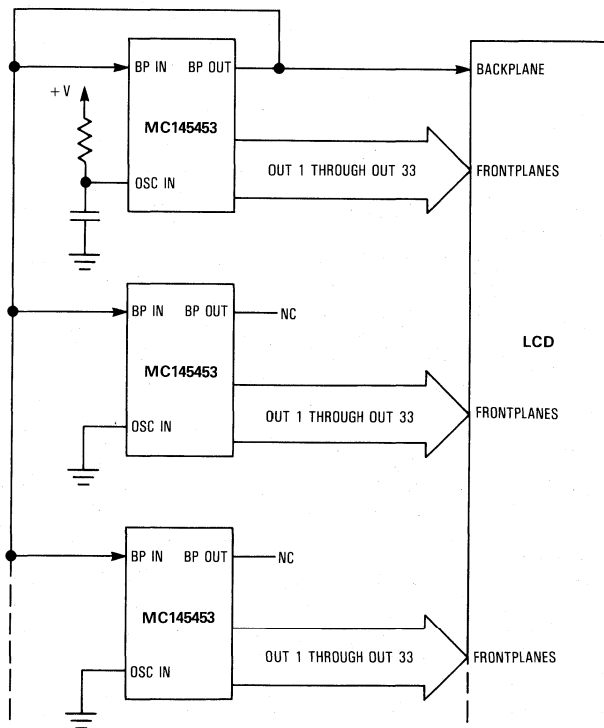 BP IN BP OUT
BACKPLANE
+V
MC145453
OUT 1 THROUGH OUT 33
FRONTPLANES
OSC IN
BP IN BP OUT NC
LCD
MC145453
OUT 1 THROUGH OUT 33
FRONTPLANES
OSC IN
BP IN BP OUT NC
MC145453
OUT 1 THROUGH OUT 33
FRONTPLANES
OSC IN